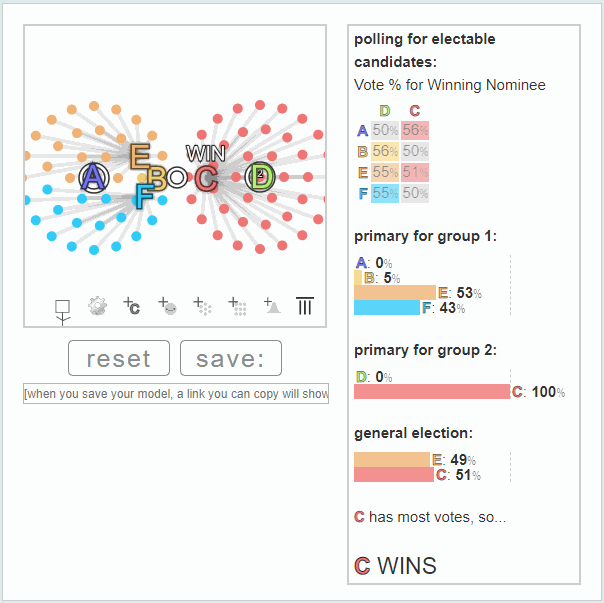 WIN
A
E
B
F
C
D
2
+C
+
+
+
+
reset
save:
[when you save your model, a link you can copy will show
polling for electable
candidates:
Vote % for Winning Nominee
D C
A 50% 56%
B 56% 50%
E 55% 51%
F 55% 50%
primary for group 1:
A: 0%
B: 5%
E: 53%
F: 43%
primary for group 2:
D: 0%
C: 100%
general election:
E: 49%
C: 51%
C has most votes, so...
C WINS